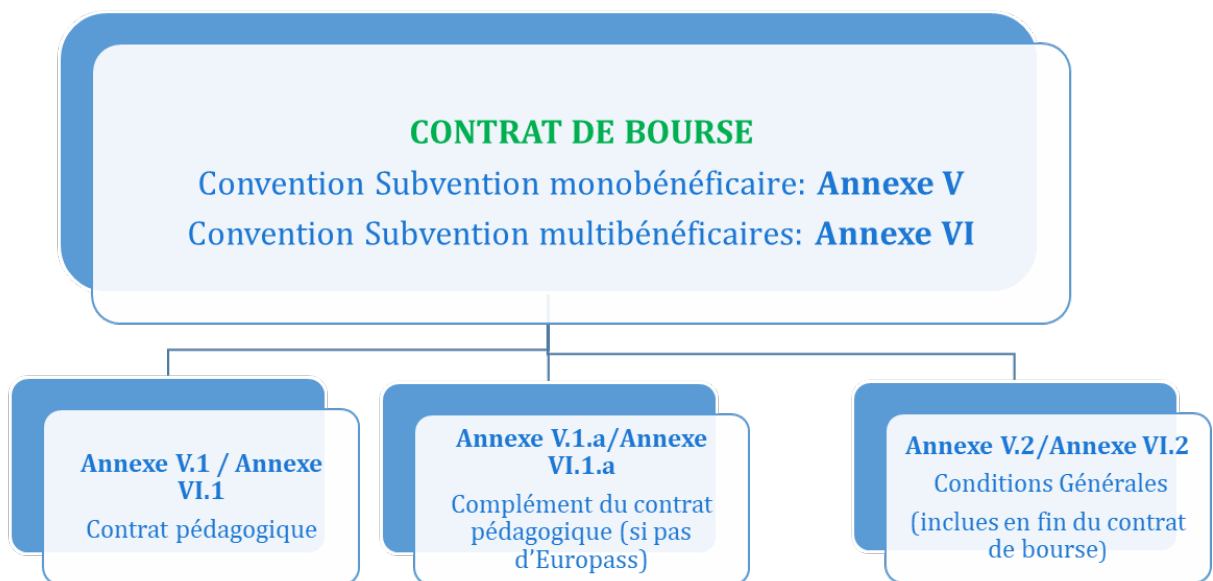 CONTRAT DE BOURSE
Convention Subvention monobénéficaire: Annexe V
Convention Subvention multibénéficaires: Annexe VI
Annexe V.1 / Annexe
VI.1
Contrat pédagogique
Annexe V.1.a/Annexe
VI.1.a
Complément du contrat
pédagogique (si pas
d’Europass)
Annexe V.2/Annexe VI.2
Conditions Générales
(inclues en fin du contrat
de bourse)